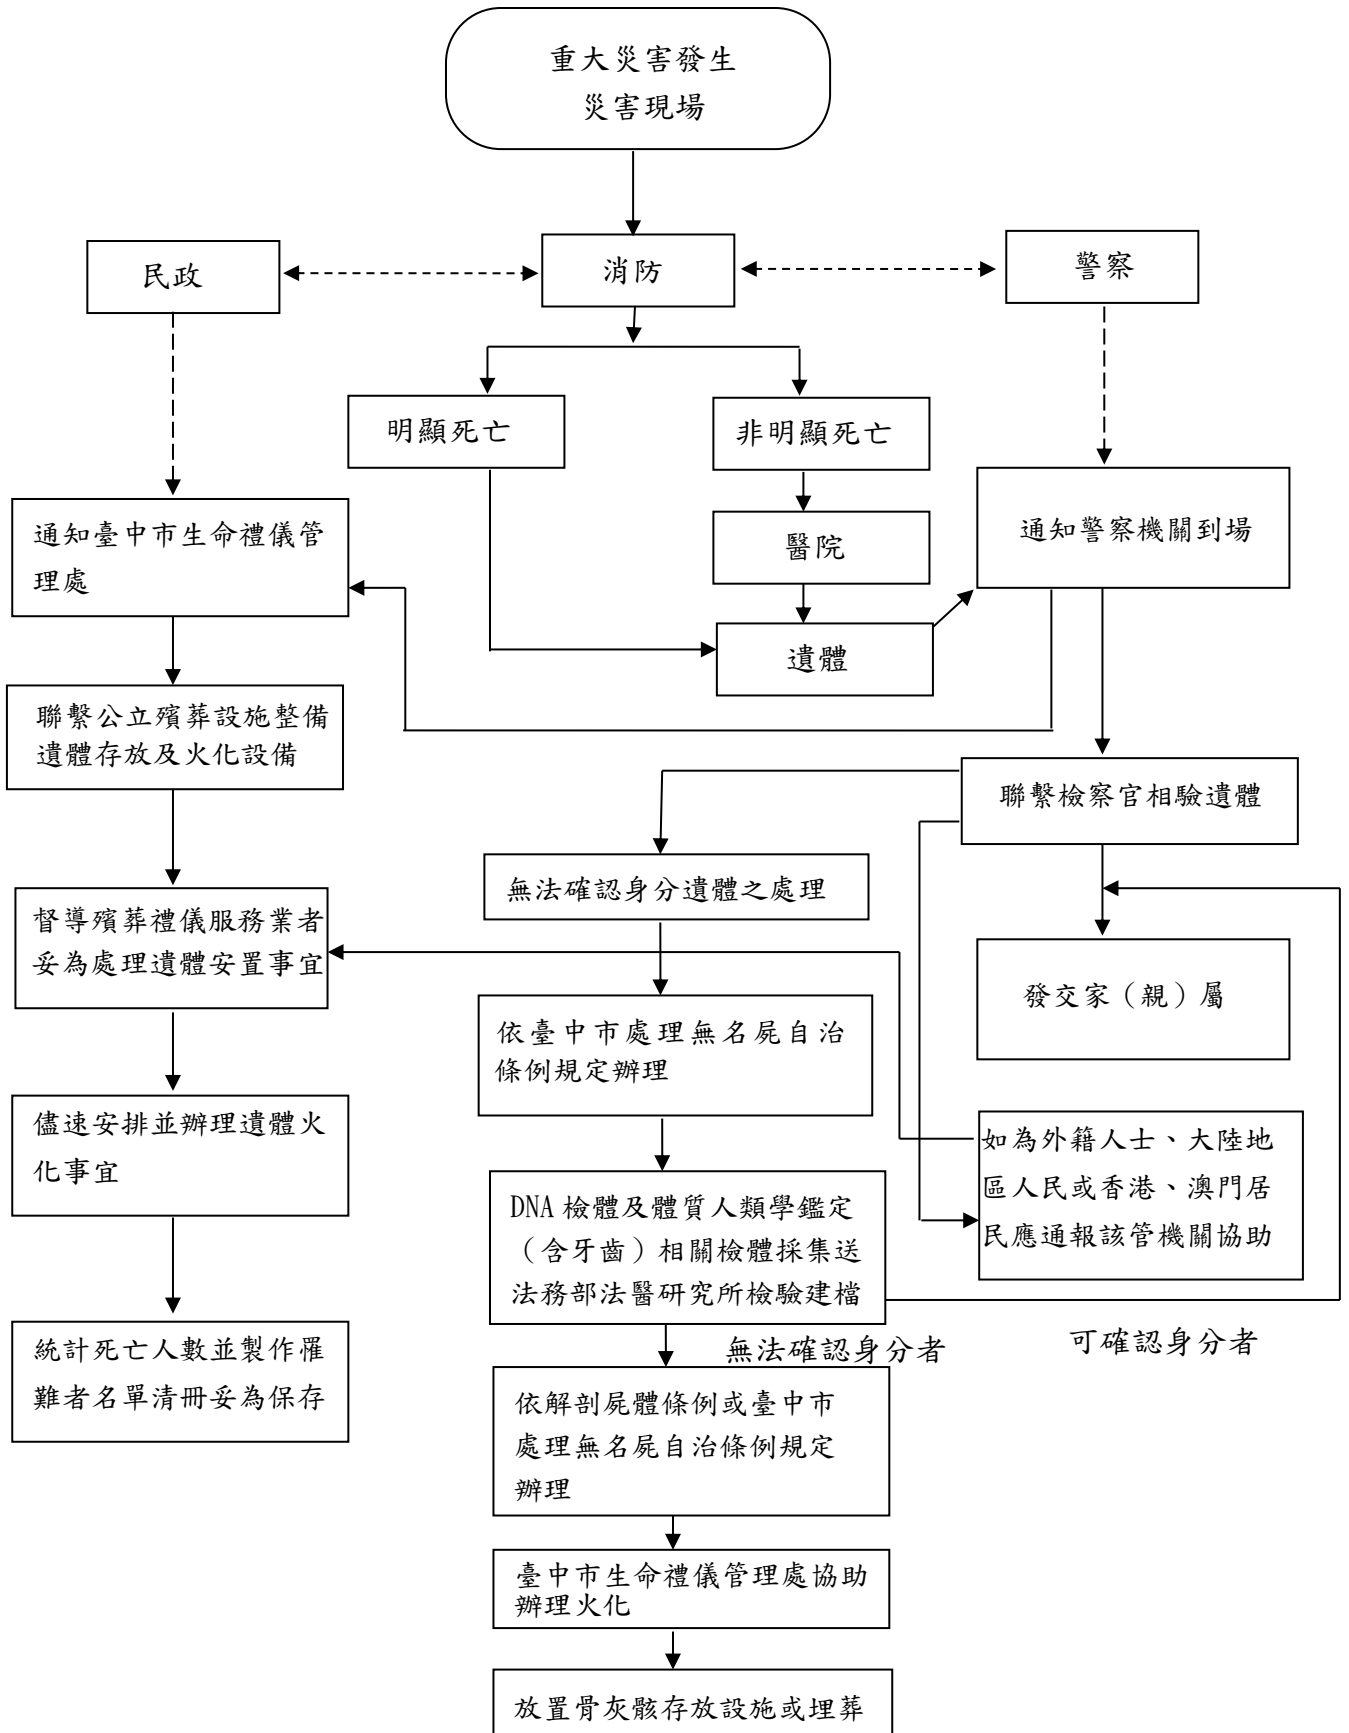 重大災害發生
災害現場
民政
消防
警察
明顯死亡
非明顯死亡
通知臺中市生命禮儀管
理處
醫院
通知警察機關到場
遺體
聯繫公立殯葬設施整備
遺體存放及火化設備
聯繫檢察官相驗遺體
無法確認身分遺體之處理
督導殯葬禮儀服務業者
妥為處理遺體安置事宜
發交家（親）屬
依臺中市處理無名屍自治
條例規定辦理
儘速安排並辦理遺體火
化事宜
如為外籍人士、大陸地
區人民或香港、澳門居
民應通報該管機關協助
DNA 檢體及體質人類學鑑定
（含牙齒）相關檢體採集送
法務部法醫研究所檢驗建檔
無法確認身分者
可確認身分者
統計死亡人數並製作罹
難者名單清冊妥為保存
依解剖屍體條例或臺中市
處理無名屍自治條例規定
辦理
臺中市生命禮儀管理處協助
辦理火化
放置骨灰骸存放設施或埋葬